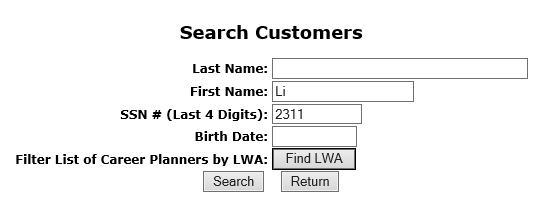 Search Customers
Last Name:
First Name: Li
SSN # (Last 4 Digits): 2311
Birth Date:
Filter List of Career Planners by LWA: Find LWA
Search Return